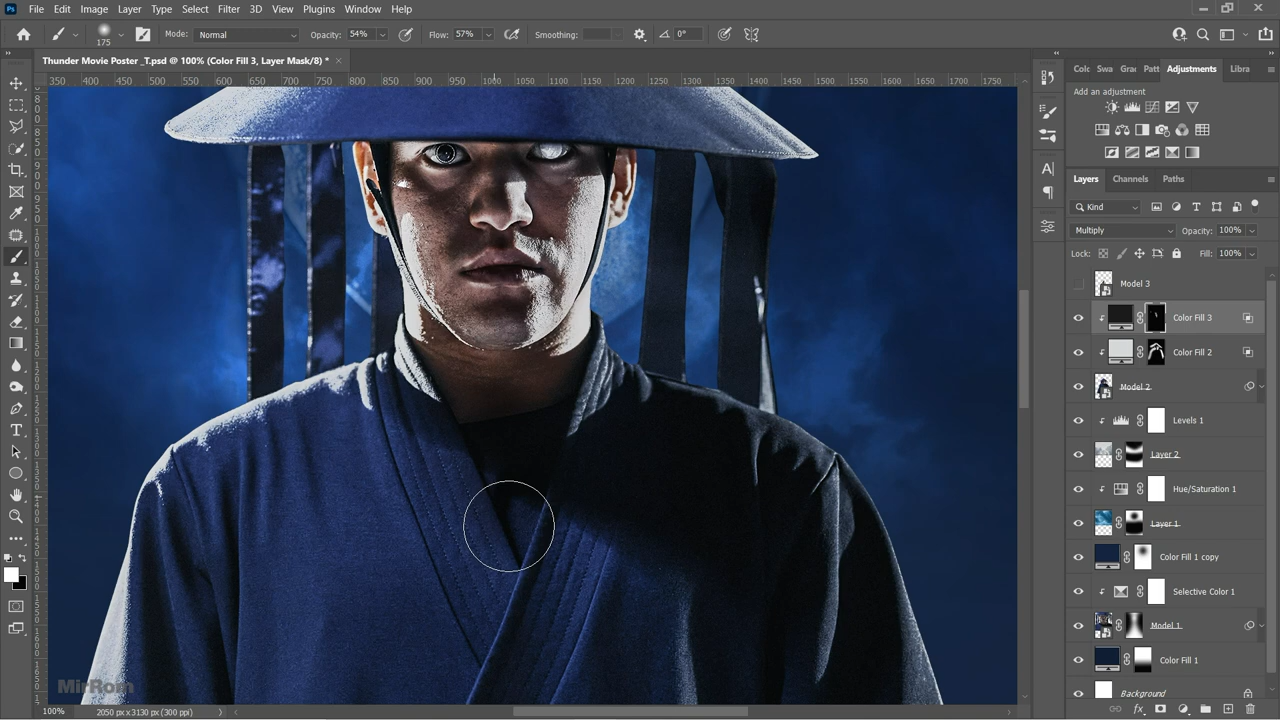 File Edit Image Layer Type Select Filter 3D View Plugins Window Help
175 Mode: Normal Opacity: 54% Flow: 57% Smoothing: 0°
Thunder Movie Poster _T.psd @ 100% (Color Fill 3, Layer Mask/8) *
350 400 450 500 550 600 650 700 750 800 850 900 950 1000 1050 1100 1150 1200 1250 1300 1350 1400 1450 1500 1550 1600 1650 1700 1750
Swa Patt Adjustments Libra
Add an adjustment
Layers Channels Paths
Kind
Multiply Opacity: 100%
Lock: Fill: 100%
Model 3
Color Fill 3
Color Fill 2
Model 2
Levels 1
Layer 2
Hue/Saturation 1
Layer 1
Color Fill 1 copy
Selective Color 1
Model 1
Color Fill 1
Background
MirRom
100% 2050 px x 3130 px (300 ppi)